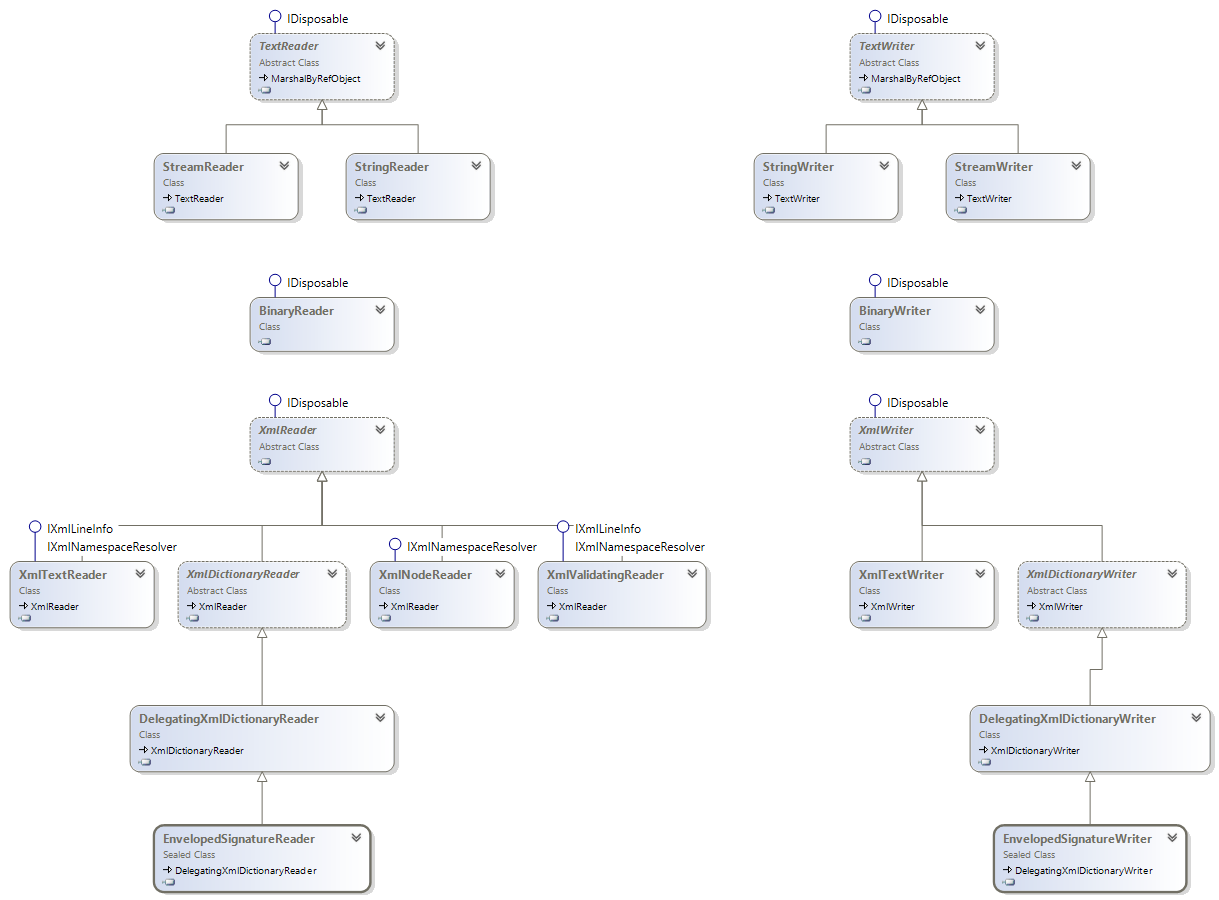 IDisposable
TextReader
Abstract Class
MarshalByRefObject
StreamReader
Class
TextReader
StringReader
Class
TextReader
IDisposable
TextWriter
Abstract Class
MarshalByRefObject
StringWriter
Class
TextWriter
StreamWriter
Class
TextWriter
IDisposable
BinaryReader
Class
IDisposable
BinaryWriter
Class
IDisposable
XmlReader
Abstract Class
IXmlLineInfo
IXmlNamespaceResolver
XmlTextReader
Class
XmlReader
XmlDictionaryReader
Abstract Class
XmlReader
IXmlNamespaceResolver
XmlNodeReader
Class
XmlReader
IXmlLineInfo
IXmlNamespaceResolver
XmlValidatingReader
Class
XmlReader
DelegatingXmlDictionaryReader
Class
XmlDictionaryReader
EnvelopedSignatureReader
Sealed Class
DelegatingXmlDictionaryReader
IDisposable
XmlWriter
Abstract Class
XmlTextWriter
Class
XmlWriter
XmlDictionaryWriter
Abstract Class
XmlWriter
DelegatingXmlDictionaryWriter
Class
XmlDictionaryWriter
EnvelopedSignatureWriter
Sealed Class
DelegatingXmlDictionaryWriter